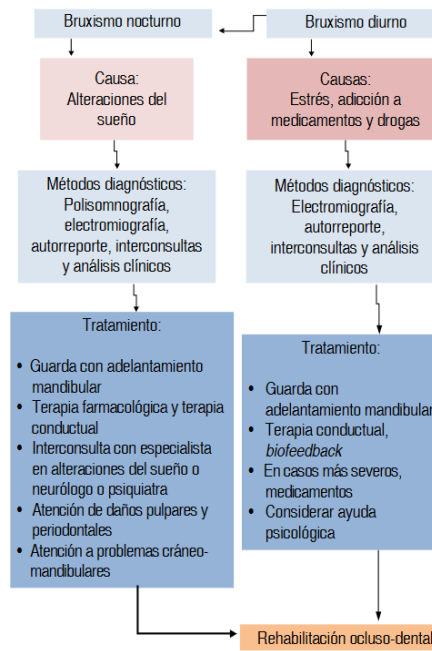 Bruxismo nocturno
Causa:
Alteraciones del
sueño
Métodos diagnósticos:
Polisomnografía,
electromiografía,
autorreporte, interconsultas
y análisis clínicos
Tratamiento:
• Guarda con adelantamiento
mandibular
• Terapia farmacológica y terapia
conductual
• Interconsulta con especialista
en alteraciones del sueño o
neurólogo o psiquiatra
• Atención de daños pulpares y
periodontales
• Atención a problemas cráneo-
mandibulares
Bruxismo diurno
Causas:
Estrés, adicción a
medicamentos y drogas
Métodos diagnósticos:
Electromiografía,
autorreporte,
interconsultas y análisis
clínicos
Tratamiento:
• Guarda con
adelantamiento mandibular
• Terapia conductual,
biofeedback
• En casos más severos,
medicamentos
• Considerar ayuda
psicológica
Rehabilitación ocluso-dental